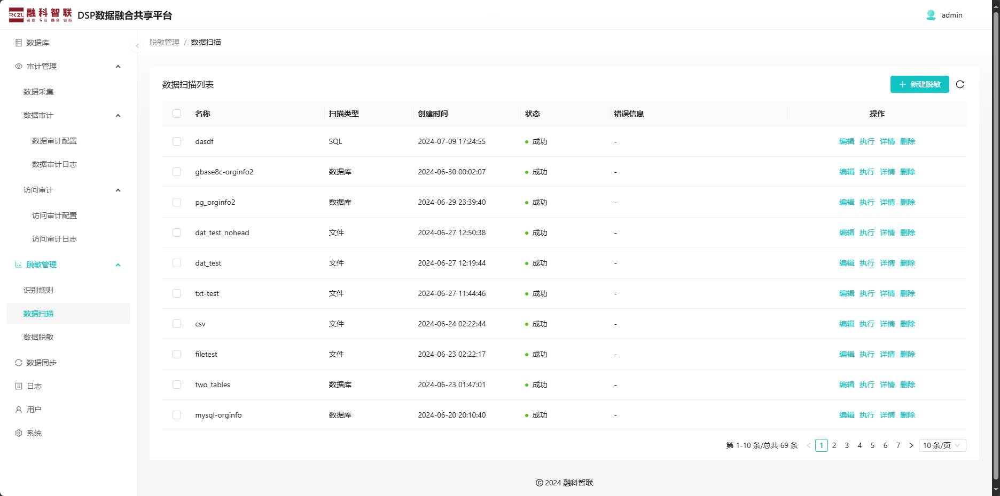 RKZL 融科智联 DSP数据融合共享平台 admin
诚信 专注 融合 创新
数据库
审计管理
数据采集
数据审计
数据审计配置
数据审计日志
访问审计
访问审计配置
访问审计日志
脱敏管理
识别规则
数据扫描
数据脱敏
数据同步
日志
用户
系统
脱敏管理 / 数据扫描
数据扫描列表 新建脱敏
名称 扫描类型 创建时间 状态 错误信息 操作
dasdf SQL 2024-07-09 17:24:55 成功 - 编辑 执行 详情 删除
gbase8c-orginfo2 数据库 2024-06-30 00:02:07 成功 - 编辑 执行 详情 删除
pg_orginfo2 数据库 2024-06-29 23:39:40 成功 - 编辑 执行 详情 删除
dat_test_nohead 文件 2024-06-27 12:50:38 成功 - 编辑 执行 详情 删除
dat_test 文件 2024-06-27 12:19:44 成功 - 编辑 执行 详情 删除
txt-test 文件 2024-06-27 11:44:46 成功 - 编辑 执行 详情 删除
csv 文件 2024-06-24 02:22:44 成功 - 编辑 执行 详情 删除
filetest 文件 2024-06-23 02:22:17 成功 - 编辑 执行 详情 删除
two_tables 数据库 2024-06-23 01:47:01 成功 - 编辑 执行 详情 删除
mysql-orginfo 数据库 2024-06-20 20:10:40 成功 - 编辑 执行 详情 删除
第 1-10 条/总共 69 条 < 1 2 3 4 5 6 7 > 10 条/页
© 2024 融科智联